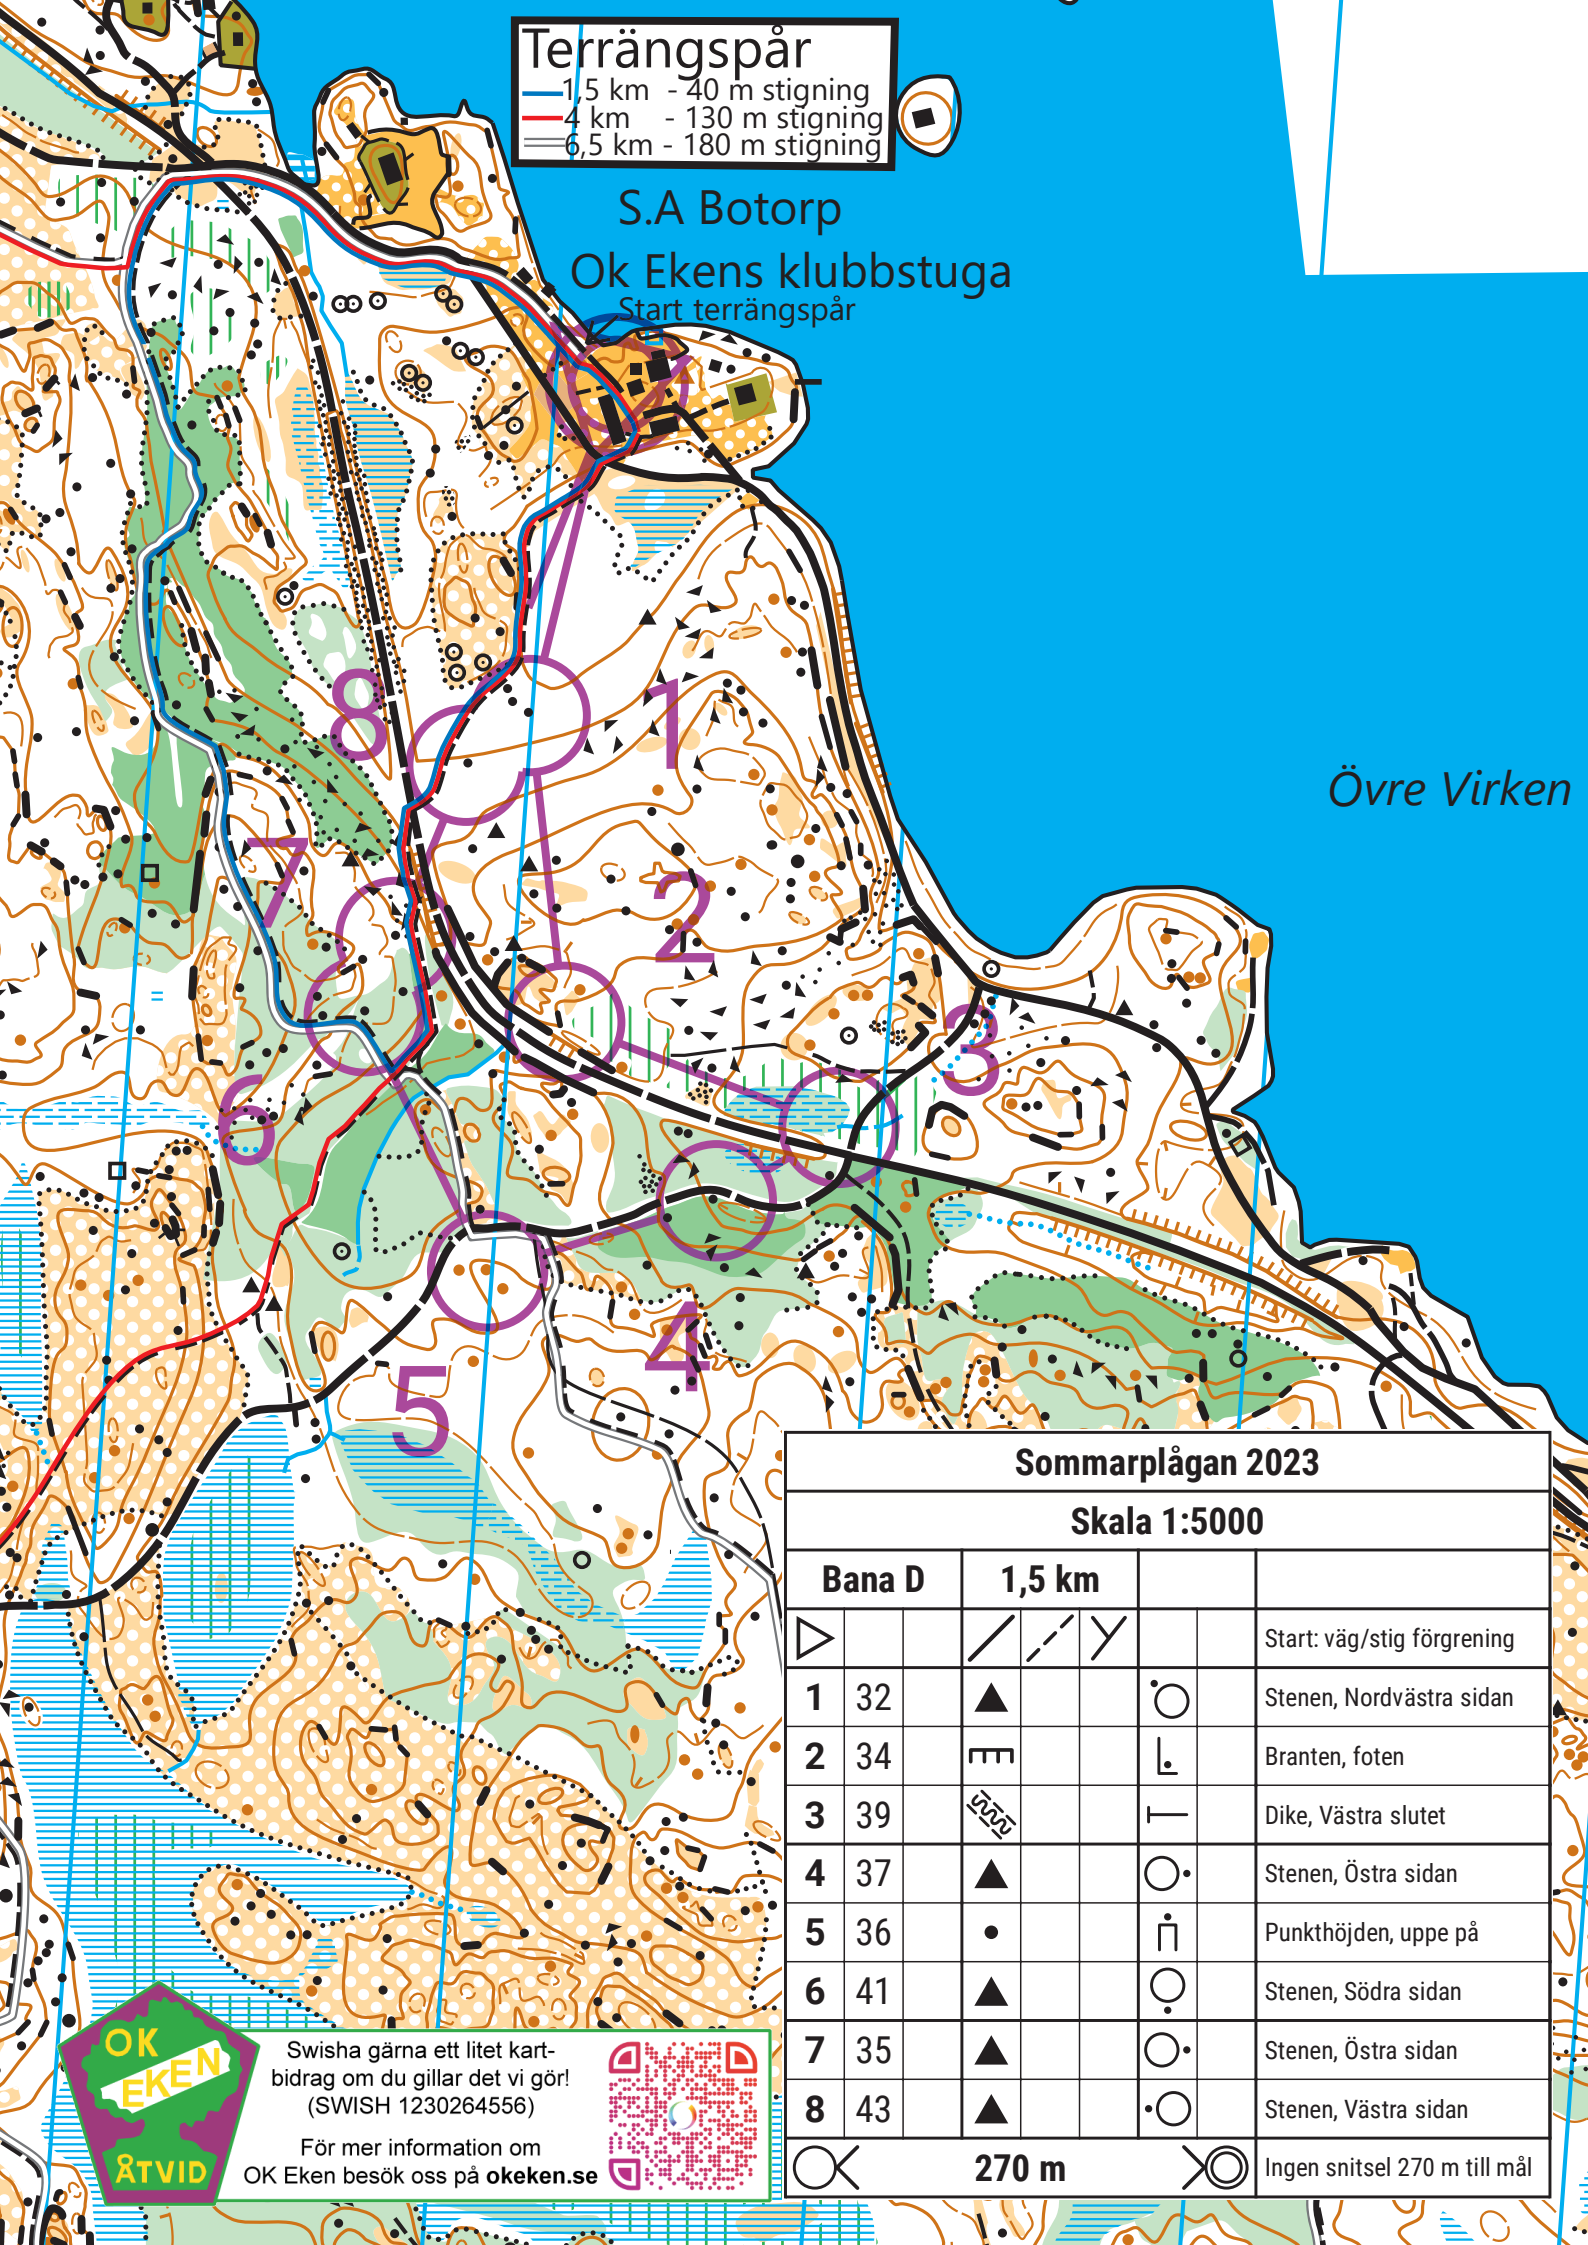 Terrängspår
1,5 km - 40 m stigning
4 km - 130 m stigning
6,5 km - 180 m stigning
S.A Botorp
Ok Ekens klubbstuga
Start terrängspår
Övre Virken
8
1
7
2
3
6
4
5
Sommarplågan 2023
Skala 1:5000
Bana D 1,5 km
Start: väg/stig förgrening
1 32 Stenen, Nordvästra sidan
2 34 Branten, foten
3 39 Dike, Västra slutet
4 37 Stenen, Östra sidan
5 36 Punkthöjden, uppe på
6 41 Stenen, Södra sidan
7 35 Stenen, Östra sidan
8 43 Stenen, Västra sidan
270 m Ingen snitsel 270 m till mål
OK
EKEN
ÅTVID
Swisha gärna ett litet kart-
bidrag om du gillar det vi gör!
(SWISH 1230264556)
För mer information om
OK Eken besök oss på okeken.se